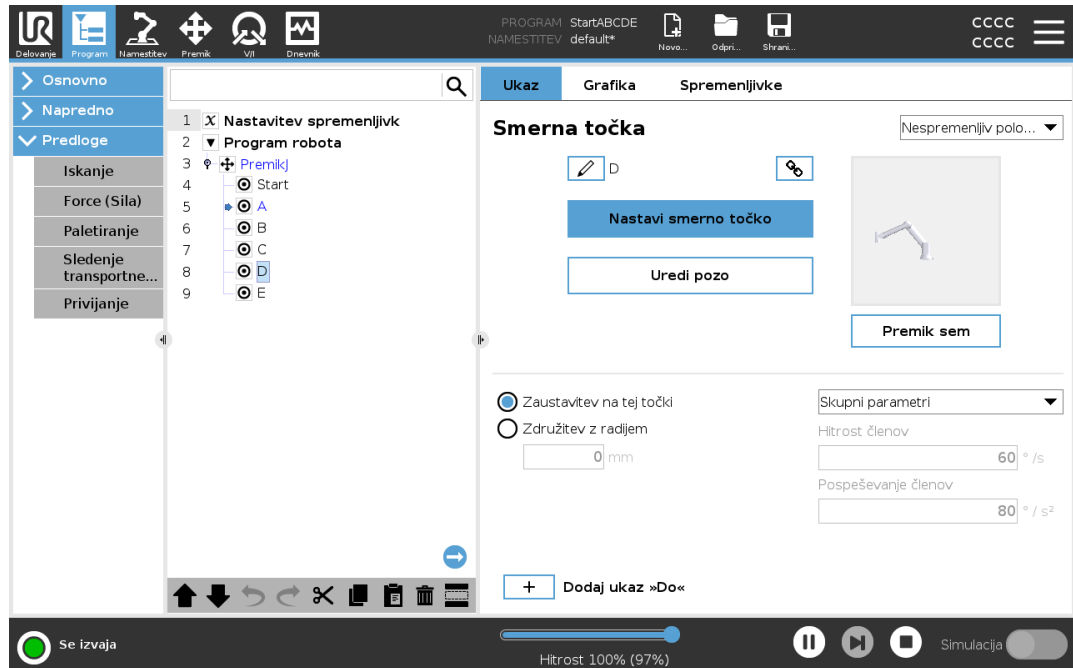 UR
PROGRAM StartABCDE
NAMESTITEV default*
CCCC
CCCC
Delovanje Program Namestitev Premik V/I Dnevnik Novo... Odpri... Shrani...
Osnovno
Napredno
Predloge
Iskanje
Force (Sila)
Paletiranje
Sledenje
transportne...
Privijanje
1 x Nastavitev spremenljivk
2 Program robota
3 PremikJ
4 Start
5 A
6 B
7 C
8 D
9 E
Ukaz Grafika Spremenljivke
Smerna točka
Nespremenljiv polo...
D
Nastavi smerno točko
Uredi pozo
Premik sem
Zaustavitev na tej točki
Skupni parametri
Združitev z radijem
Hitrost členov
0 mm
60 ° /s
Pospeševanje členov
80 ° / s²
+ Dodaj ukaz »Do«
Se izvaja
Hitrost 100% (97%)
Simulacija